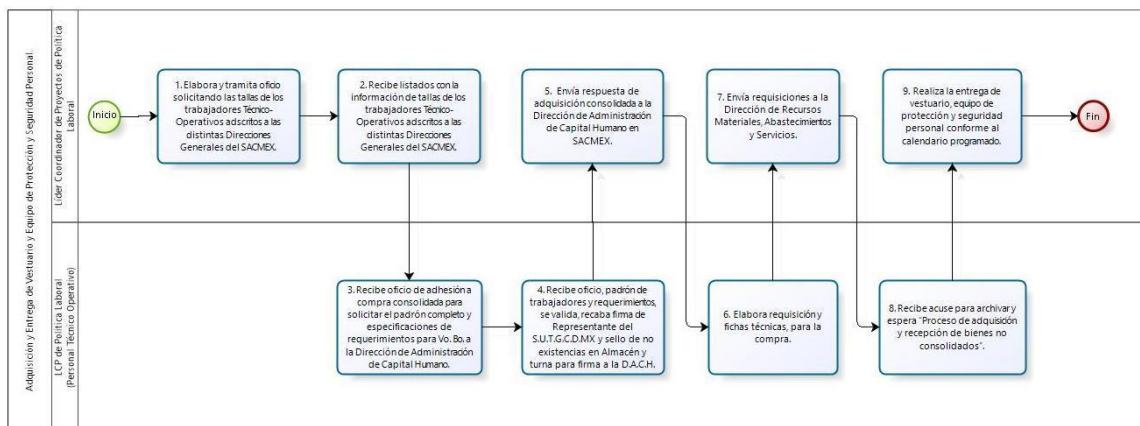 Adquisición y Entrega de Vestuario y Equipo de Protección y Seguridad Personal.
Líder Coordinador de Proyectos de Política
Laboral
Inicio
1. Elabora y tramita oficio
solicitando las tallas de los
trabajadores Técnico-
Operativos adscritos a las
distintas Direcciones
Generales del SACMEX.
2. Recibe listados con la
información de tallas de los
trabajadores Técnico-
Operativos adscritos a las
distintas Direcciones
Generales del SACMEX.
5. Envía respuesta de
adquisición consolidada a la
Dirección de Administración
de Capital Humano en
SACMEX.
7. Envía requisiciones a la
Dirección de Recursos
Materiales, Abastecimientos
y Servicios.
9. Realiza la entrega de
vestuario, equipo de
protección y seguridad
personal conforme al
calendario programado.
Fin
LCP de Política Laboral
(Personal Técnico Operativo)
3. Recibe oficio de adhesión a
compra consolidada para
solicitar el padrón completo y
especificaciones de
requerimientos para Vo. Bo. a
la Dirección de Administración
de Capital Humano.
4. Recibe oficio, padrón de
trabajadores y requerimientos,
se valida, recaba firma de
Representante del
S.U.T.G.C.D.MX y sello de no
existencias en Almacén y
turna para firma a la D.A.C.H.
6. Elabora requisición y
fichas técnicas, para la
compra.
8. Recibe acuse para archivar y
espera "Proceso de adquisición
y recepción de bienes no
consolidados".